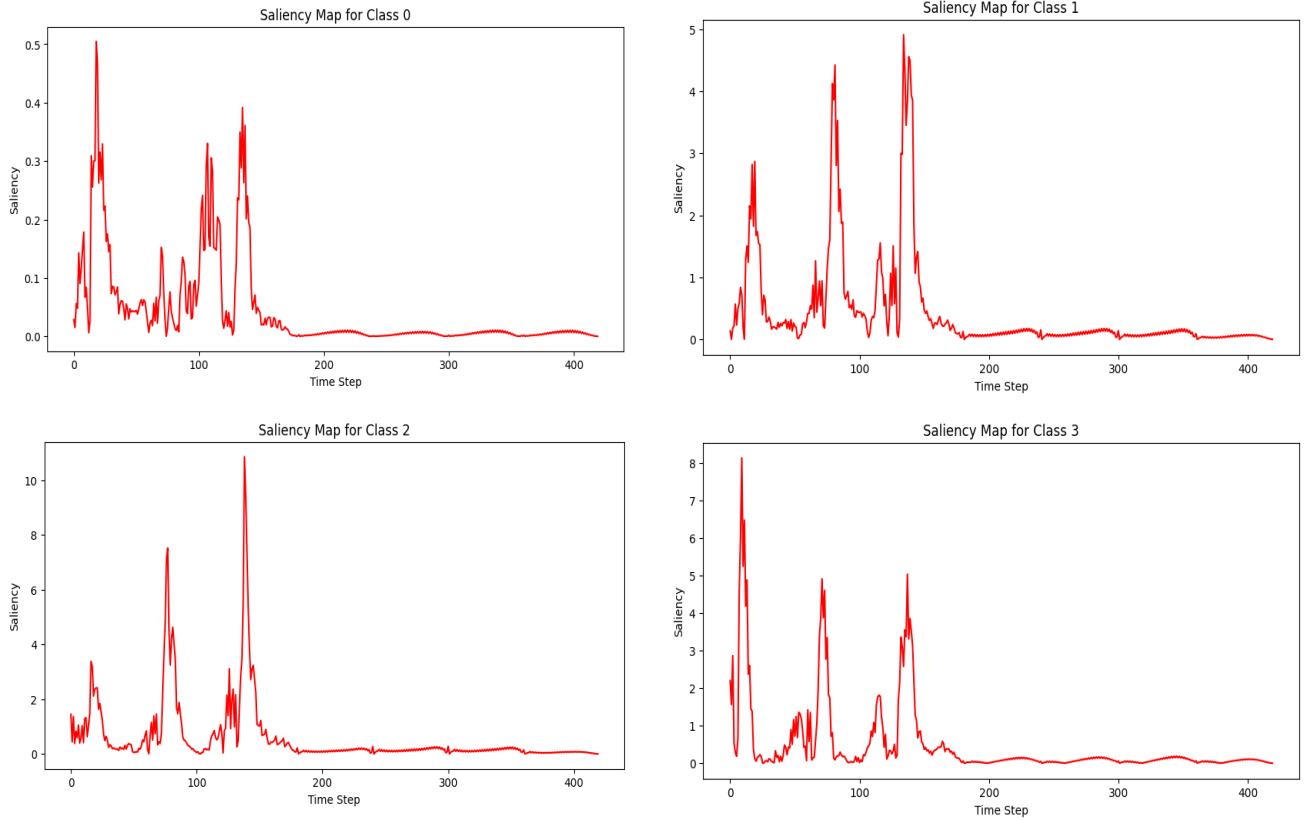 Saliency Map for Class 0
Saliency
0.5
0.4
0.3
0.2
0.1
0.0
0 100 200 300 400
Time Step
Saliency Map for Class 1
Saliency
5
4
3
2
1
0
0 100 200 300 400
Time Step
Saliency Map for Class 2
Saliency
10
8
6
4
2
0
0 100 200 300 400
Time Step
Saliency Map for Class 3
Saliency
8
7
6
5
4
3
2
1
0
0 100 200 300 400
Time Step